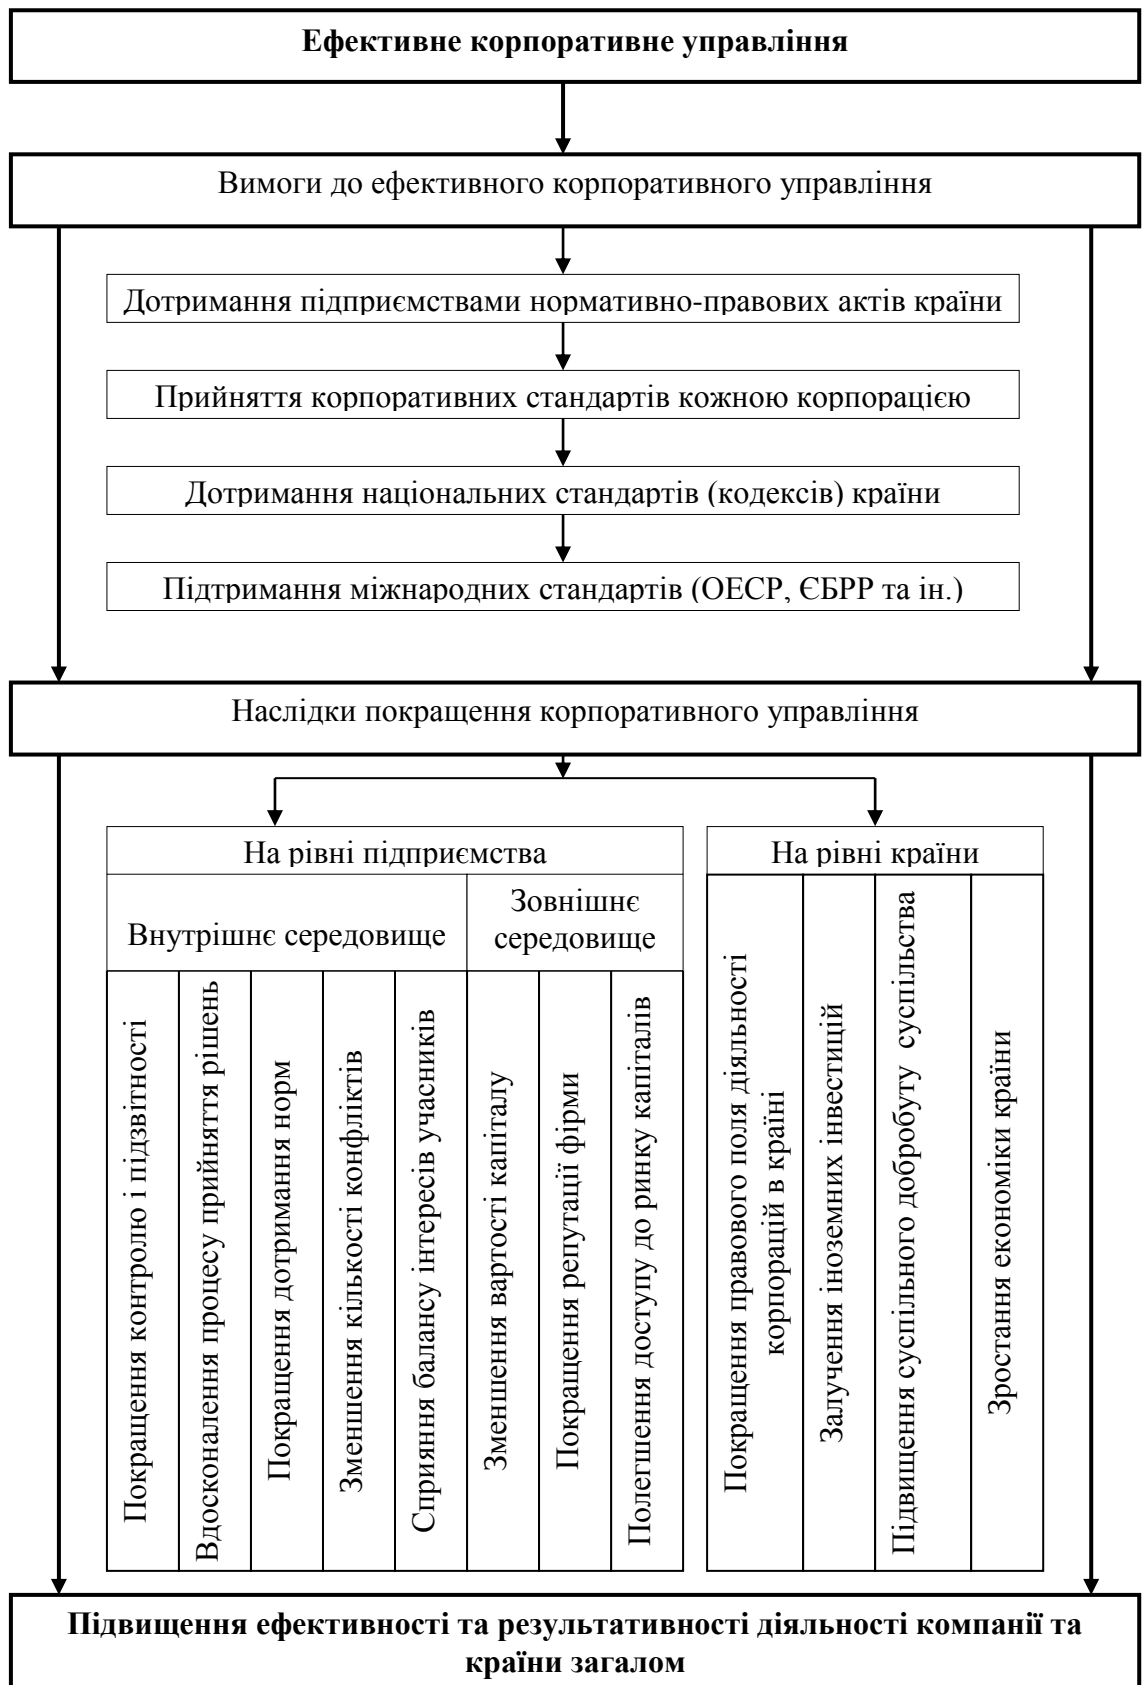 Ефективне корпоративне управління
Вимоги до ефективного корпоративного управління
Дотримання підприємствами нормативно-правових актів країни
Прийняття корпоративних стандартів кожною корпорацією
Дотримання національних стандартів (кодексів) країни
Підтримання міжнародних стандартів (ОЕСР, ЄБРР та ін.)
Наслідки покращення корпоративного управління
На рівні підприємства
Внутрішнє середовище
Покращення контролю і підзвітності
Вдосконалення процесу прийняття рішень
Покращення дотримання норм
Зменшення кількості конфліктів
Сприяння балансу інтересів учасників
Зовнішнє
середовище
Зменшення вартості капіталу
Покращення репутації фірми
Полегшення доступу до ринку капіталів
На рівні країни
Покращення правового поля діяльності
корпорацій в країні
Залучення іноземних інвестицій
Підвищення суспільного добробуту суспільства
Зростання економіки країни
Підвищення ефективності та результативності діяльності компанії та
країни загалом